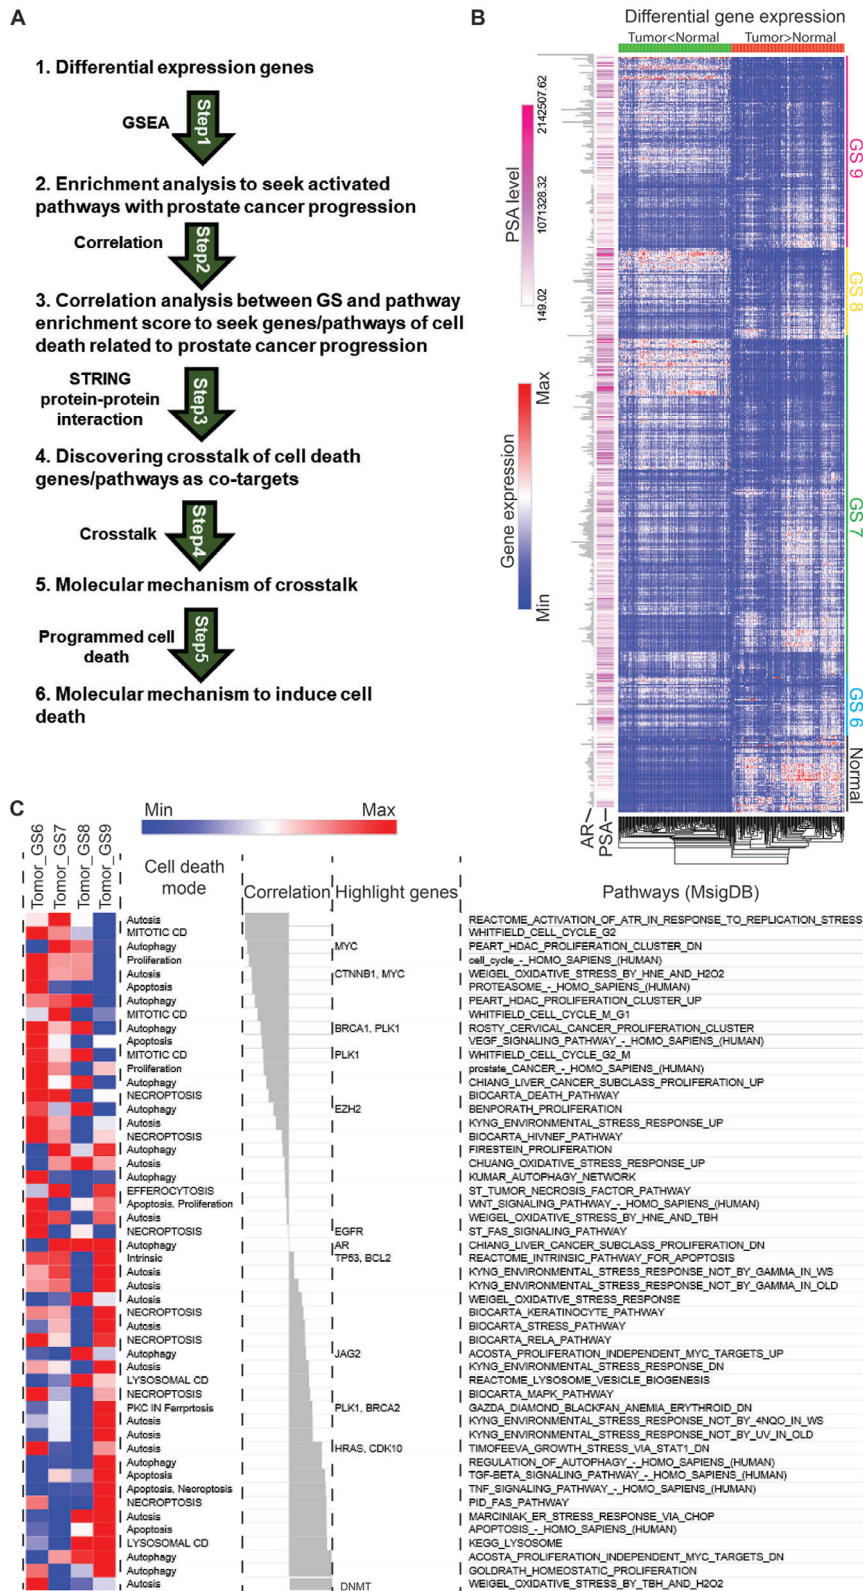 A
1. Differential expression genes
GSEA
Step1
2. Enrichment analysis to seek activated
pathways with prostate cancer progression
Correlation
Step2
3. Correlation analysis between GS and pathway
enrichment score to seek genes/pathways of cell
death related to prostate cancer progression
STRING
protein-protein
interaction
Step3
4. Discovering crosstalk of cell death
genes/pathways as co-targets
Crosstalk
Step4
5. Molecular mechanism of crosstalk
Programmed cell
death
Step5
6. Molecular mechanism to induce cell
death
B
Differential gene expression
Tumor<Normal
Tumor>Normal
PSA level
2142507.62
1071328.32
149.02
Gene expression
Max
Min
GS 9
GS 8
GS 7
GS 6
Normal
AR
PSA
C
Min
Max
Tomor_GS6
Tomor_GS7
Tomor_GS8
Tomor_GS9
Cell death
mode
Correlation
Highlight genes
Pathways (MsigDB)
Autosis REACTOME_ACTIVATION_OF_ATR_IN_RESPONSE_TO_REPLICATION_STRESS
MITOTIC CD WHITFIELD_CELL_CYCLE_G2
Autophagy MYC PEART_HDAC_PROLIFERATION_CLUSTER_DN
Proliferation cell_cycle_-_HOMO_SAPIENS_(HUMAN)
Autosis CTNNB1, MYC WEIGEL_OXIDATIVE_STRESS_BY_HNE_AND_H2O2
Apoptosis PROTEASOME_-_HOMO_SAPIENS_(HUMAN)
Autophagy PEART_HDAC_PROLIFERATION_CLUSTER_UP
MITOTIC CD WHITFIELD_CELL_CYCLE_M_G1
Autophagy BRCA1, PLK1 ROSTY_CERVICAL_CANCER_PROLIFERATION_CLUSTER
Apoptosis VEGF_SIGNALING_PATHWAY_-_HOMO_SAPIENS_(HUMAN)
MITOTIC CD PLK1 WHITFIELD_CELL_CYCLE_G2_M
Proliferation prostate_CANCER_-_HOMO_SAPIENS_(HUMAN)
Autophagy CHIANG_LIVER_CANCER_SUBCLASS_PROLIFERATION_UP
NECROPTOSIS BIOCARTA_DEATH_PATHWAY
Autophagy EZH2 BENPORATH_PROLIFERATION
Autosis KYNG_ENVIRONMENTAL_STRESS_RESPONSE_UP
NECROPTOSIS BIOCARTA_HIVNEF_PATHWAY
Autophagy FIRESTEIN_PROLIFERATION
Autosis CHUANG_OXIDATIVE_STRESS_RESPONSE_UP
Autophagy KUMAR_AUTOPHAGY_NETWORK
EFFEROCYTOSIS ST_TUMOR_NECROSIS_FACTOR_PATHWAY
Apoptosis, Proliferation WNT_SIGNALING_PATHWAY_-_HOMO_SAPIENS_(HUMAN)
Autosis WEIGEL_OXIDATIVE_STRESS_BY_HNE_AND_TBH
NECROPTOSIS EGFR ST_FAS_SIGNALING_PATHWAY
Autophagy AR CHIANG_LIVER_CANCER_SUBCLASS_PROLIFERATION_DN
Intrinsic TP53, BCL2 REACTOME_INTRINSIC_PATHWAY_FOR_APOPTOSIS
Autosis KYNG_ENVIRONMENTAL_STRESS_RESPONSE_NOT_BY_GAMMA_IN_WS
Autosis KYNG_ENVIRONMENTAL_STRESS_RESPONSE_NOT_BY_GAMMA_IN_OLD
Autosis WEIGEL_OXIDATIVE_STRESS_RESPONSE
NECROPTOSIS BIOCARTA_KERATINOCYTE_PATHWAY
Autosis BIOCARTA_STRESS_PATHWAY
NECROPTOSIS BIOCARTA_RELA_PATHWAY
Autophagy JAG2 ACOSTA_PROLIFERATION_INDEPENDENT_MYC_TARGETS_UP
Autosis KYNG_ENVIRONMENTAL_STRESS_RESPONSE_DN
LYSOSOMAL CD REACTOME_LYSOSOME_VESICLE_BIOGENESIS
NECROPTOSIS BIOCARTA_MAPK_PATHWAY
PKC IN Ferrprtosis PLK1, BRCA2 GAZDA_DIAMOND_BLACKFAN_ANEMIA_ERYTHROID_DN
Autosis KYNG_ENVIRONMENTAL_STRESS_RESPONSE_NOT_BY_4NQO_IN_WS
Autosis KYNG_ENVIRONMENTAL_STRESS_RESPONSE_NOT_BY_UV_IN_OLD
Autosis HRAS, CDK10 TIMOFEEVA_GROWTH_STRESS_VIA_STAT1_DN
Autophagy REGULATION_OF_AUTOPHAGY_-_HOMO_SAPIENS_(HUMAN)
Apoptosis TGF-BETA_SIGNALING_PATHWAY_-_HOMO_SAPIENS_(HUMAN)
Apoptosis, Necroptosis TNF_SIGNALING_PATHWAY_-_HOMO_SAPIENS_(HUMAN)
NECROPTOSIS PID_FAS_PATHWAY
Autosis MARCINIAK_ER_STRESS_RESPONSE_VIA_CHOP
Apoptosis APOPTOSIS_-_HOMO_SAPIENS_(HUMAN)
LYSOSOMAL CD KEGG_LYSOSOME
Autophagy ACOSTA_PROLIFERATION_INDEPENDENT_MYC_TARGETS_DN
Autophagy GOLDRATH_HOMEOSTATIC_PROLIFERATION
Autosis DNMT WEIGEL_OXIDATIVE_STRESS_BY_TBH_AND_H2O2